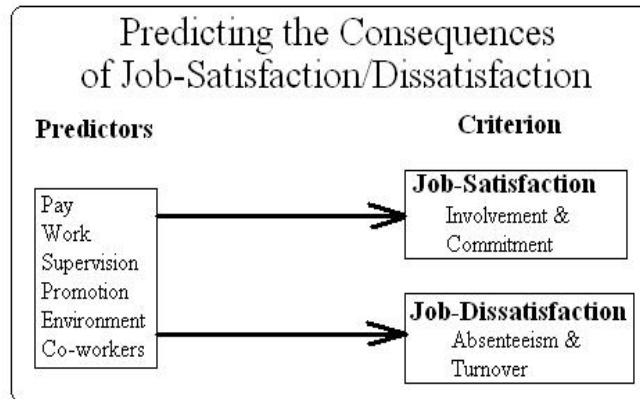 Predicting the Consequences
of Job-Satisfaction/Dissatisfaction
Predictors
Criterion
Pay
Work
Supervision
Promotion
Environment
Co-workers
Job-Satisfaction
Involvement &
Commitment
Job-Dissatisfaction
Absenteeism &
Turnover